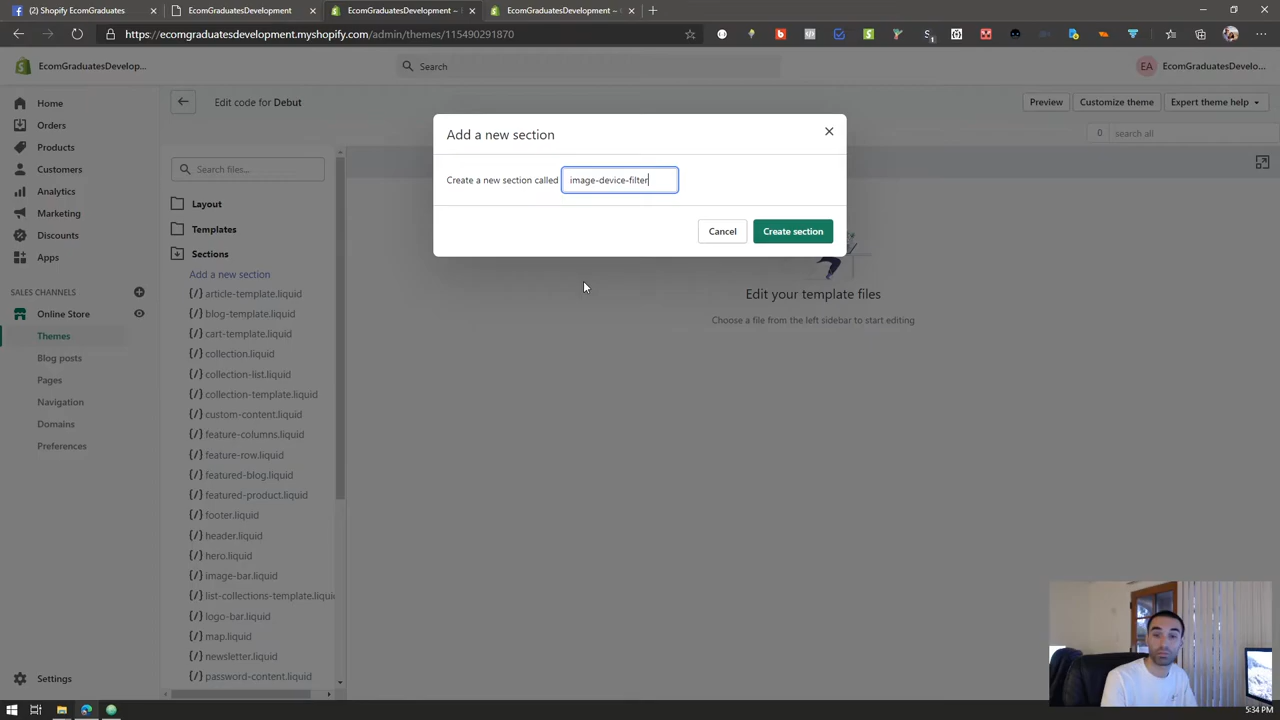 (2) Shopify Ecommerce
EcomGraduatesDevelopment
EcomGraduatesDevelopment ~
EcomGraduatesDevelopment ~
https://ecomgraduatesdevelopment.myshopify.com/admin/themes/115490291870
EcomGraduatesDevelop...
Search
EA
EcomGraduatesDevelo...
Home
Orders
Products
Customers
Analytics
Marketing
Discounts
Apps
SALES CHANNELS
Online Store
Themes
Blog posts
Pages
Navigation
Domains
Preferences
Settings
Edit code for Debut
Preview
Customize theme
Expert theme help
0
search all
Search files...
Layout
Templates
Sections
Add a new section
{/} article-template.liquid
{/} blog-template.liquid
{/} cart-template.liquid
{/} collection.liquid
{/} collection-list.liquid
{/} collection-template.liquid
{/} custom-content.liquid
{/} feature-columns.liquid
{/} feature-row.liquid
{/} featured-blog.liquid
{/} featured-product.liquid
{/} footer.liquid
{/} header.liquid
{/} hero.liquid
{/} image-bar.liquid
{/} list-collections-template.liquid
{/} logo-bar.liquid
{/} map.liquid
{/} newsletter.liquid
{/} password-content.liquid
Add a new section
Create a new section called image-device-filter
Cancel
Create section
Edit your template files
Choose a file from the left sidebar to start editing
5:34 PM